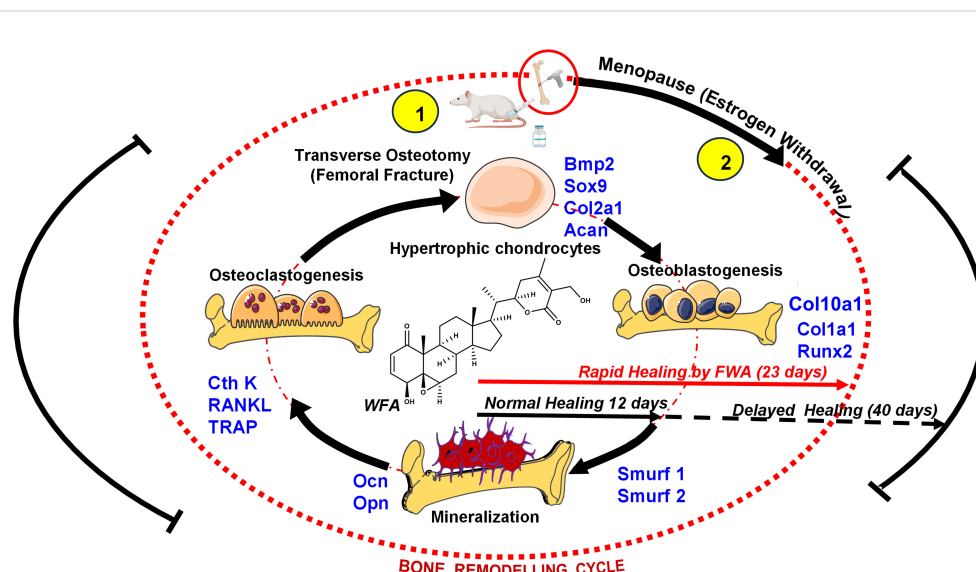 Menopause (Estrogen Withdrawal)
1
2
Transverse Osteotomy
(Femoral Fracture)
Bmp2
Sox9
Col2a1
Acan
Hypertrophic chondrocytes
Osteoclastogenesis
Osteoblastogenesis
Col10a1
Col1a1
Runx2
O
O
O
O
OH
OH
H
H
H
H
H
H
WFA
Rapid Healing by FWA (23 days)
Normal Healing 12 days
Delayed Healing (40 days)
Cth K
RANKL
TRAP
Ocn
Opn
Smurf 1
Smurf 2
Mineralization
BONE REMODELLING CYCLE